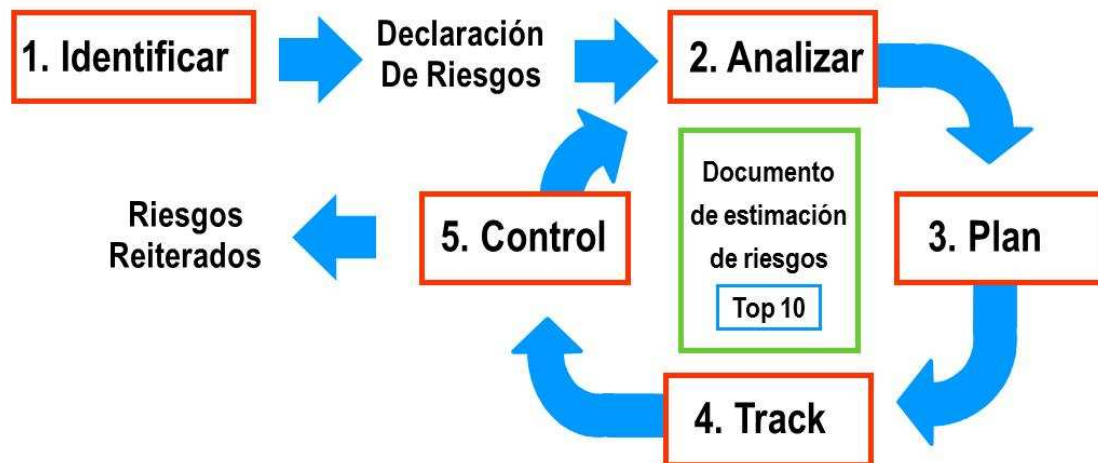 1. Identificar
Declaración
De Riesgos
2. Analizar
Documento
de estimación
de riesgos
Top 10
3. Plan
4. Track
5. Control
Riesgos
Reiterados